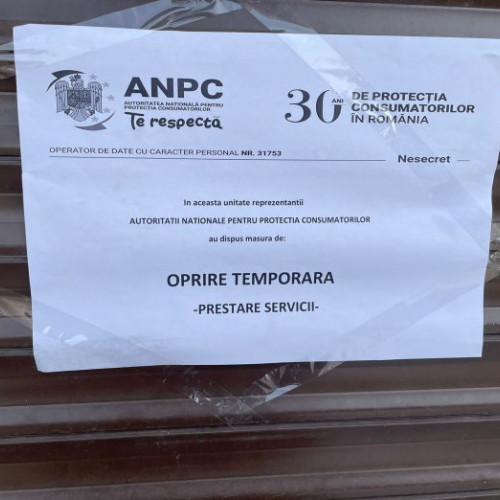 ANPC
AUTORITATEA NAȚIONALĂ PENTRU
PROTECȚIA CONSUMATORILOR
Te respectă
30 ANI
DE PROTECȚIA
CONSUMATORILOR
ÎN ROMÂNIA
OPERATOR DE DATE CU CARACTER PERSONAL NR. 31753
Nesecret
In aceasta unitate reprezentantii
AUTORITATII NATIONALE PENTRU PROTECTIA CONSUMATORILOR
au dispus masura de:
OPRIRE TEMPORARA
-PRESTARE SERVICII-